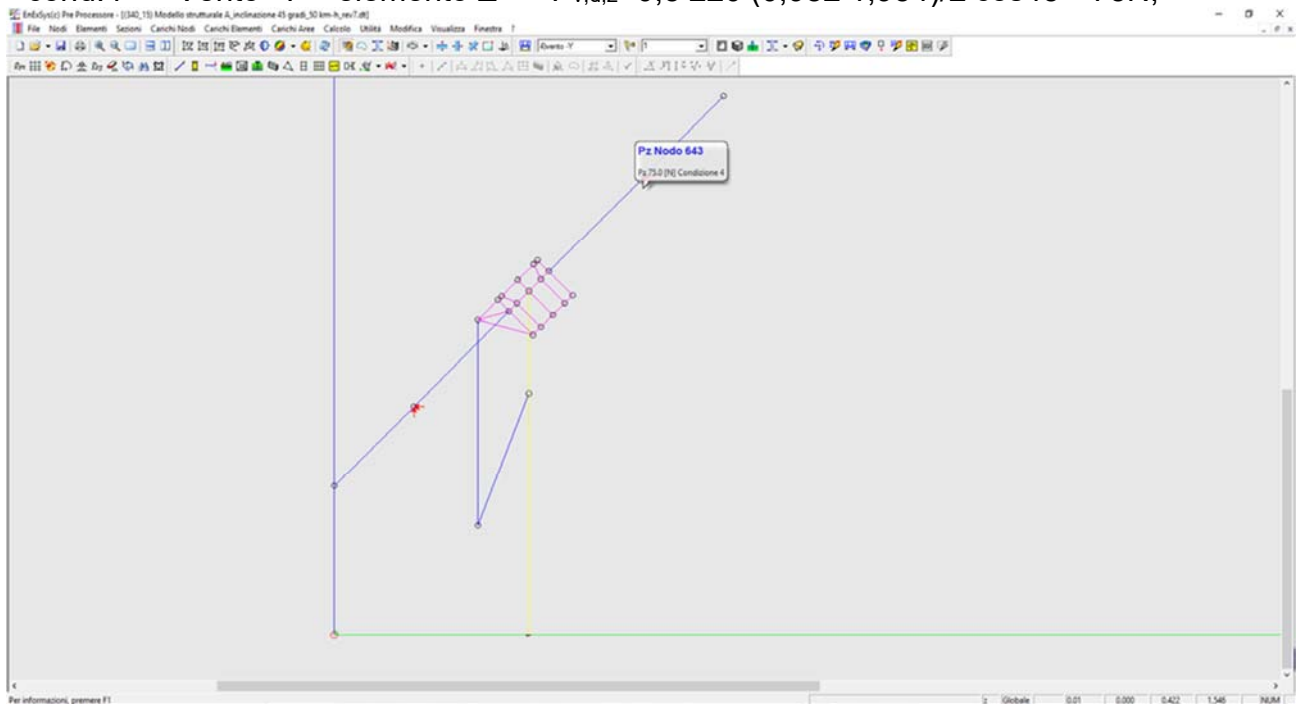 EnExSys(c) Pre Processore - [(340_15) Modello strutturale A_inclinazione 45 gradi_50 km-h_rev7.dt]
File Nodi Elementi Sezioni Carichi Nodi Carichi Elementi Carichi Aree Calcolo Utilità Modifica Visualizza Finestra ?
Pz Nodo 643
Pz.75.0 [N] Condizione 4
Per informazioni, premere F1
z Globale 0.01 0.000 0.422 1.546 NUM